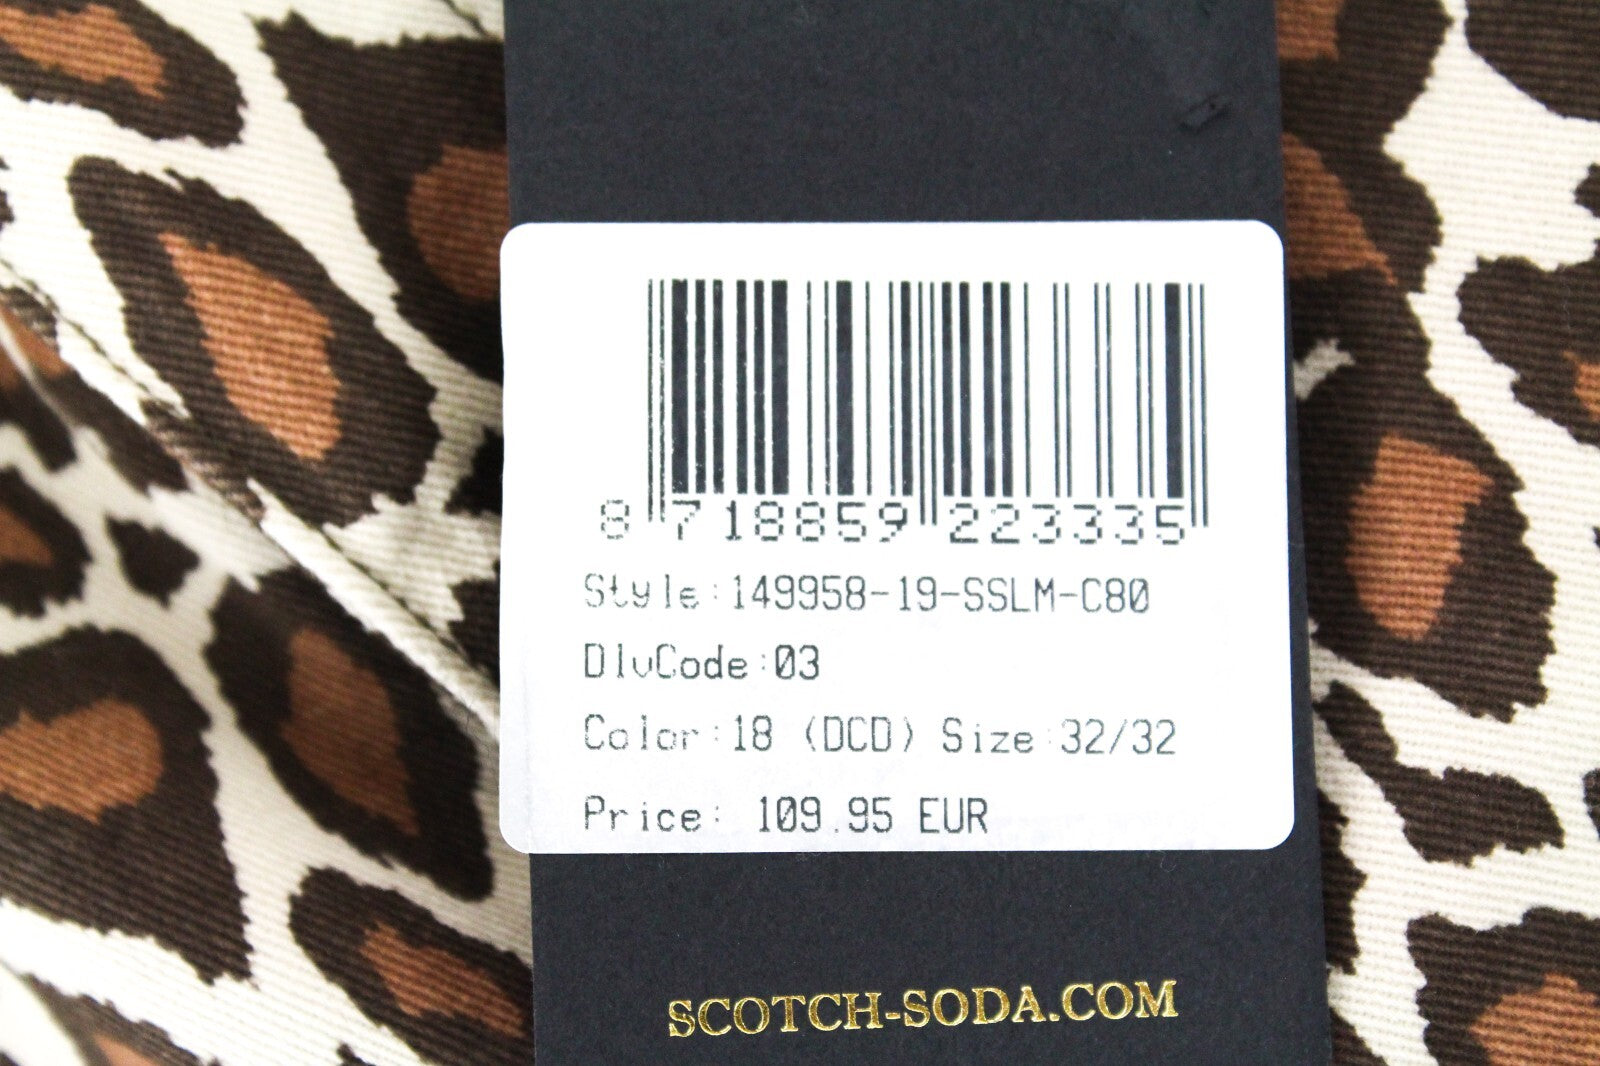 8 718859 223335
Style:149958-19-SSLM-C80
DlvCode:03
Color:18 (DCD) Size:32/32
Price: 109.95 EUR
SCOTCH-SODA.COM